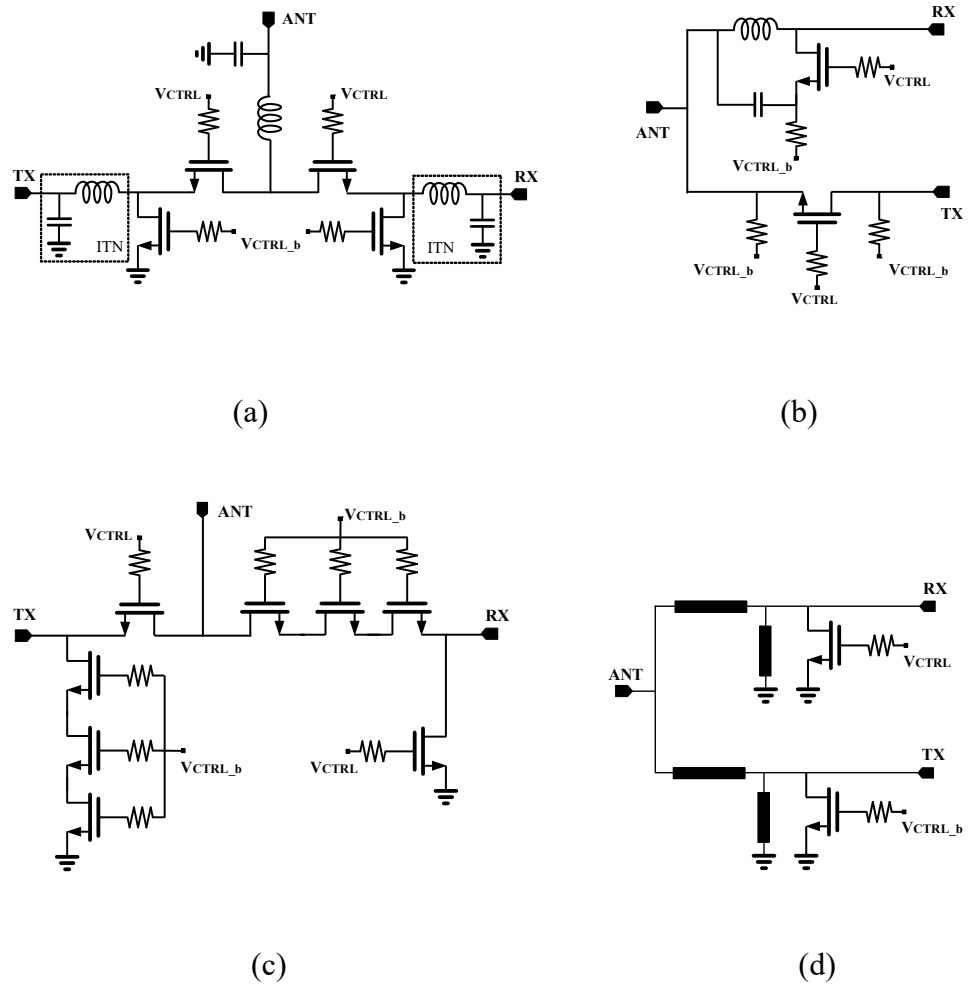 ANT
VCTRL VCTRL
TX RX
ITN VCTRL_b ITN
(a)
RX
VCTRL
ANT
VCTRL_b
TX
VCTRL_b VCTRL_b
VCTRL
(b)
ANT
VCTRL VCTRL_b
TX RX
VCTRL_b VCTRL
(c)
RX
VCTRL
ANT
TX
VCTRL_b
(d)